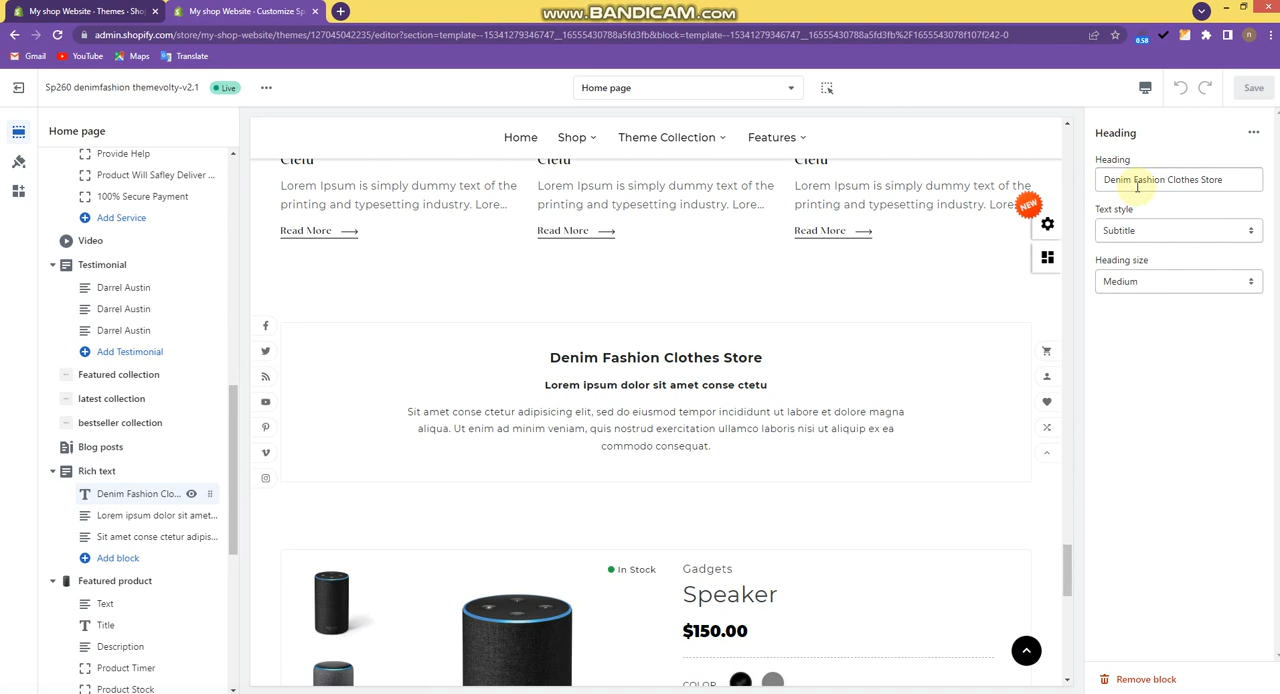 My shop Website · Themes · Shop
My shop Website · Customize Sp
www.BANDICAM.com
admin.shopify.com/store/my-shop-website/themes/127045042235/editor?section=template--15341279346747__16555430788a5fd3fb&block=template--15341279346747__16555430788a5fd3fb%2F1655543078f107f242-0
0.58
n
Gmail
YouTube
Maps
Translate
Sp260 denimfashion themevolty-v2.1
Live
Home page
Save
Home page
Provide Help
Product Will Safley Deliver ...
100% Secure Payment
Add Service
Video
Testimonial
Darrel Austin
Darrel Austin
Darrel Austin
Add Testimonial
Featured collection
latest collection
bestseller collection
Blog posts
Rich text
Denim Fashion Clo...
Lorem ipsum dolor sit amet...
Sit amet conse ctetur adipis...
Add block
Featured product
Text
Title
Description
Product Timer
Product Stock
Home
Shop
Theme Collection
Features
Lorem Ipsum is simply dummy text of the
printing and typesetting industry. Lore...
Read More
Lorem Ipsum is simply dummy text of the
printing and typesetting industry. Lore...
Read More
Lorem Ipsum is simply dummy text of the
printing and typesetting industry. Lore
Read More
NEW
Denim Fashion Clothes Store
Lorem ipsum dolor sit amet conse ctetu
Sit amet conse ctetur adipisicing elit, sed do eiusmod tempor incididunt ut labore et dolore magna
aliqua. Ut enim ad minim veniam, quis nostrud exercitation ullamco laboris nisi ut aliquip ex ea
commodo consequat.
In Stock
Gadgets
Speaker
$150.00
COLOR
Heading
Heading
Denim Fashion Clothes Store
Text style
Subtitle
Heading size
Medium
Remove block